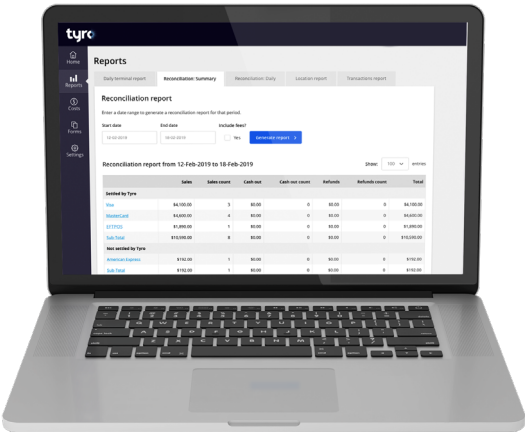 tyro
Home
Reports
Costs
Forms
Settings
Reports
Daily terminal report Reconciliation: Summary Reconciliation: Daily Location report Transactions report
Reconciliation report
Enter a date range to generate a reconciliation report for that period.
Start date End date Include fees?
Yes Generate report >
Reconciliation report from 12-Feb-2019 to 18-Feb-2019 Show: 100 entries
Sales Sales count Cash out Cash out count Refunds Refunds count Total
Settled by Tyro
Visa $4,100.00 3 $0.00 0 $0.00 0 $4,100.00
MasterCard $4,600.00 4 $0.00 0 $0.00 0 $4,600.00
EFTPOS $1,890.00 1 $0.00 0 $0.00 0 $1,890.00
Sub Total $10,590.00 8 $0.00 0 $0.00 0 $10,590.00
Not settled by Tyro
American Express $192.00 1 $0.00 0 $0.00 0 $192.00
Sub Total $192.00 1 $0.00 0 $0.00 0 $192.00